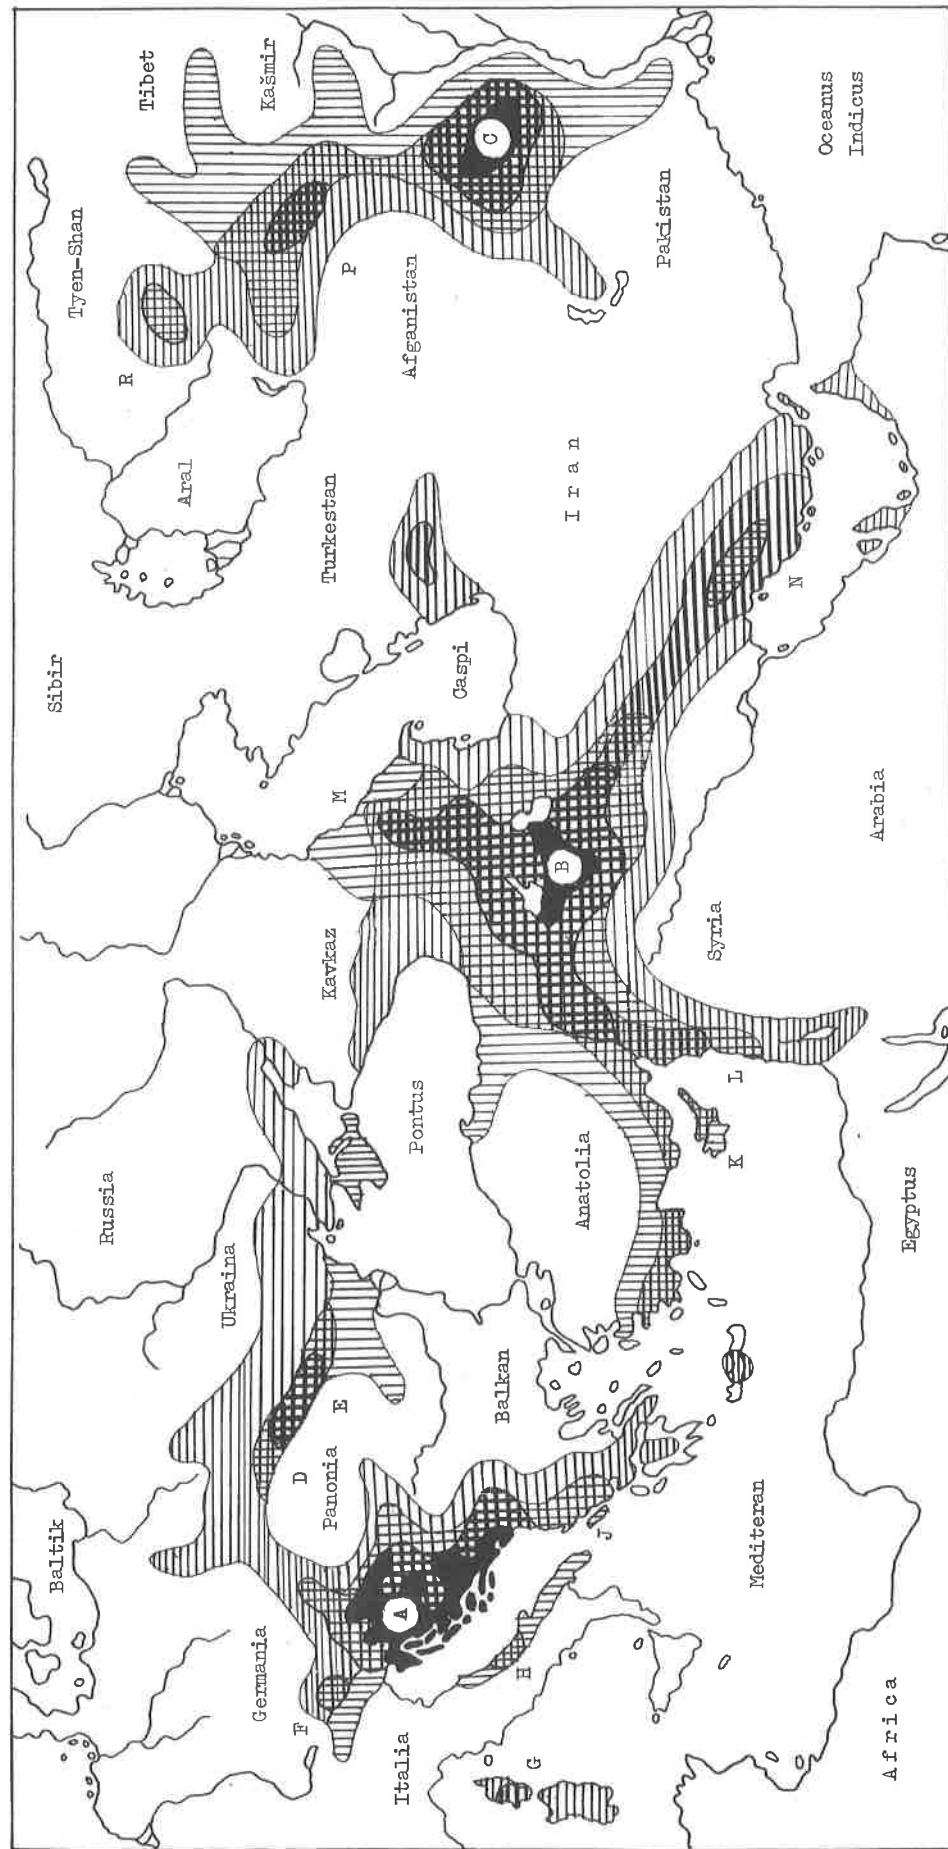 Baltik
Russia
Sibir
Tyen-Shan
Tibet
Germania
Ukraina
Kavkaz
Turkestan
Aral
R
Kašmir
F
D
Panonia
E
M
Caspi
P
Afganistan
Italia
A
Balkan
Pontus
Anatolia
B
Iran
C
Pakistan
G
H
J
Mediteran
K
L
Syria
Arabia
N
Oceanus
Indicus
Africa
Egyptus